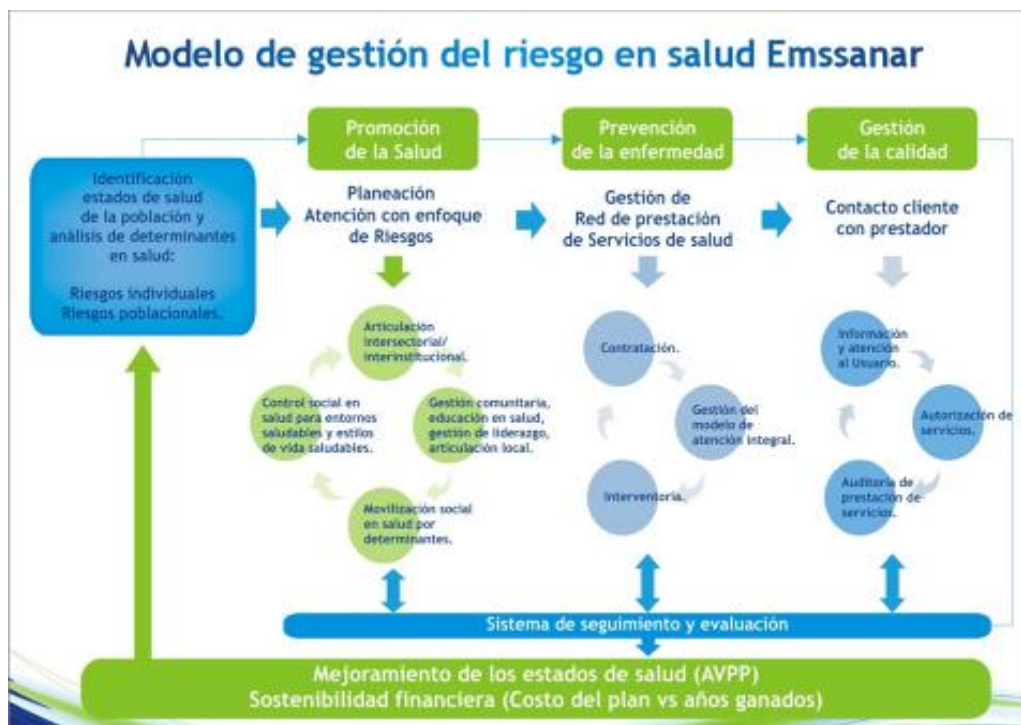 Modelo de gestión del riesgo en salud Emssanar
Promoción
de la Salud
Prevención
de la enfermedad
Gestión
de la calidad
Identificación
estados de salud
de la población y
análisis de determinantes
en salud:
Riesgos individuales
Riesgos poblacionales.
Planeación
Atención con enfoque
de Riesgos
Gestión de
Red de prestación
de Servicios de salud
Contacto cliente
con prestador
Articulación
intersectorial/
interinstitucional.
Control social en
salud para entornos
saludables y estilos
de vida saludables.
Gestión comunitaria,
educación en salud,
gestión de liderazgo,
articulación local.
Movilización social
en salud por
determinantes.
Contratación.
Gestión del
modelo de
atención integral.
Interventoría.
Información
y atención
al Usuario.
Autorización de
servicios.
Auditoría de
prestación de
servicios.
Sistema de seguimiento y evaluación
Mejoramiento de los estados de salud (AVPP)
Sostenibilidad financiera (Costo del plan vs años ganados)